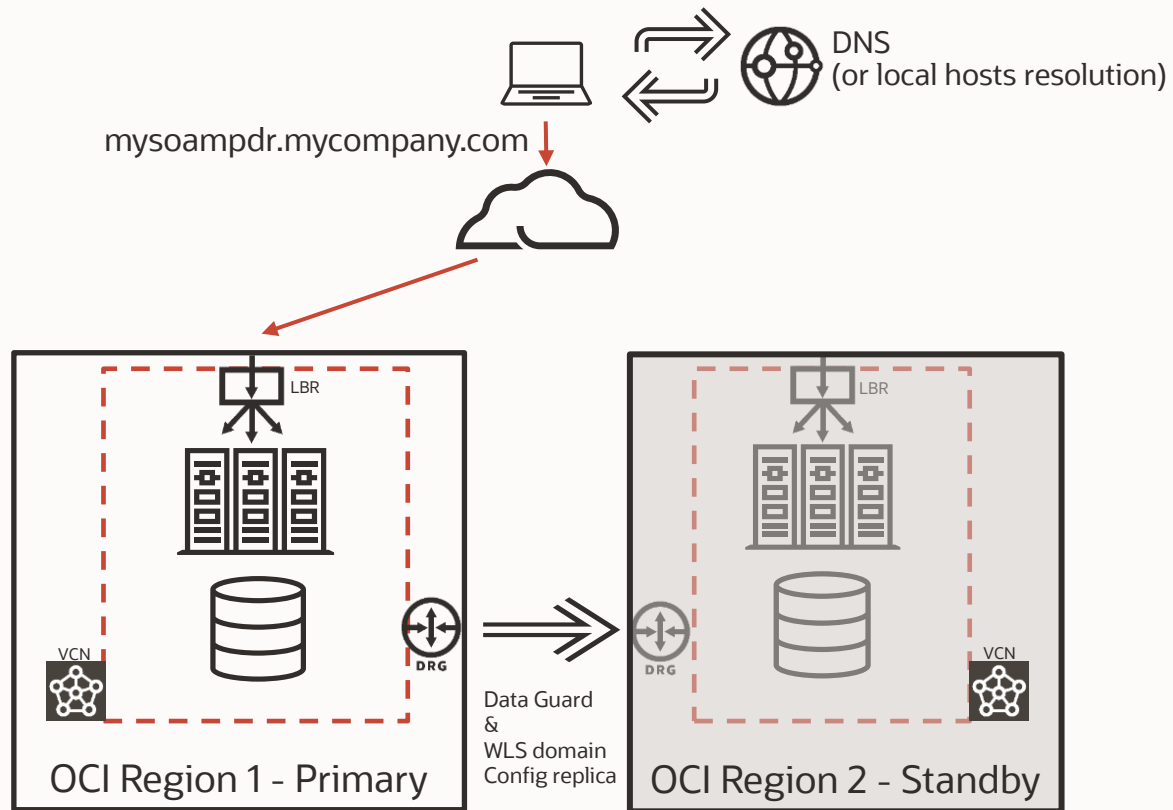 DNS
(or local hosts resolution)
mysoampdr.mycompany.com
LBR
VCN
DRG
OCI Region 1 - Primary
Data Guard
&
WLS domain
Config replica
LBR
DRG
VCN
OCI Region 2 - Standby